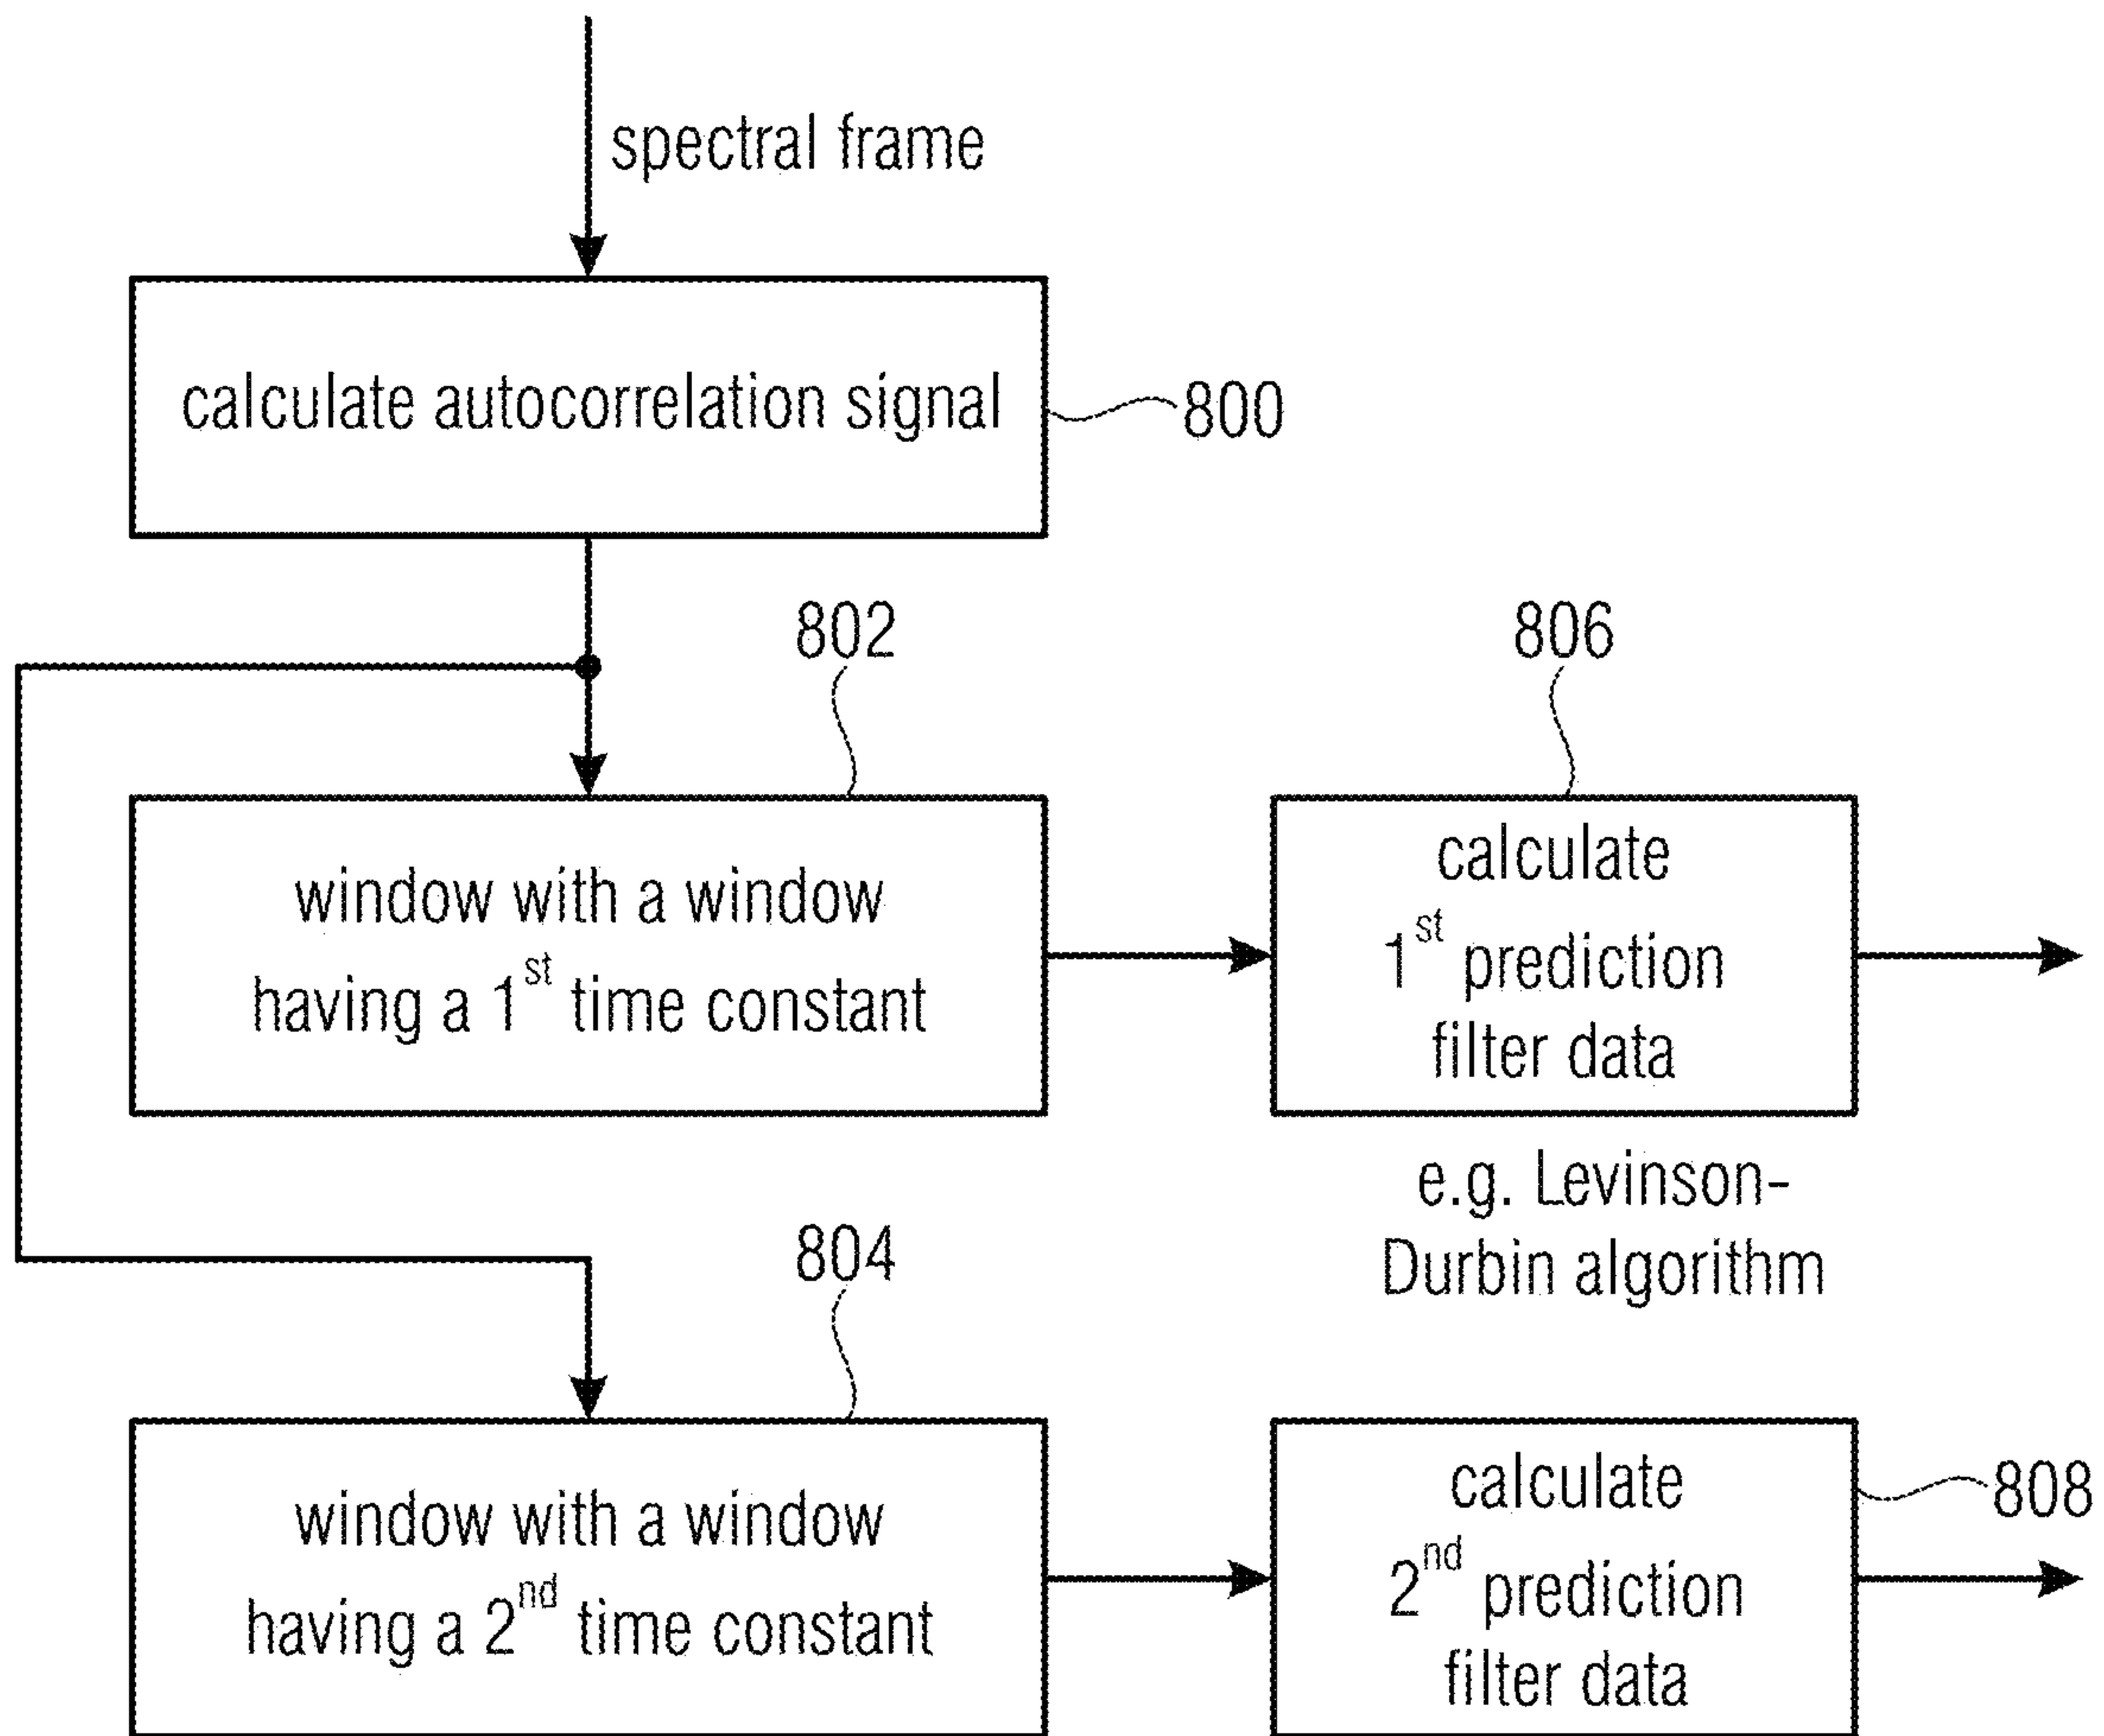 spectral frame
calculate autocorrelation signal
800
802
806
window with a window
having a 1st time constant
calculate
1st prediction
filter data
e.g. Levinson-
Durbin algorithm
804
window with a window
having a 2nd time constant
calculate
2nd prediction
filter data
808